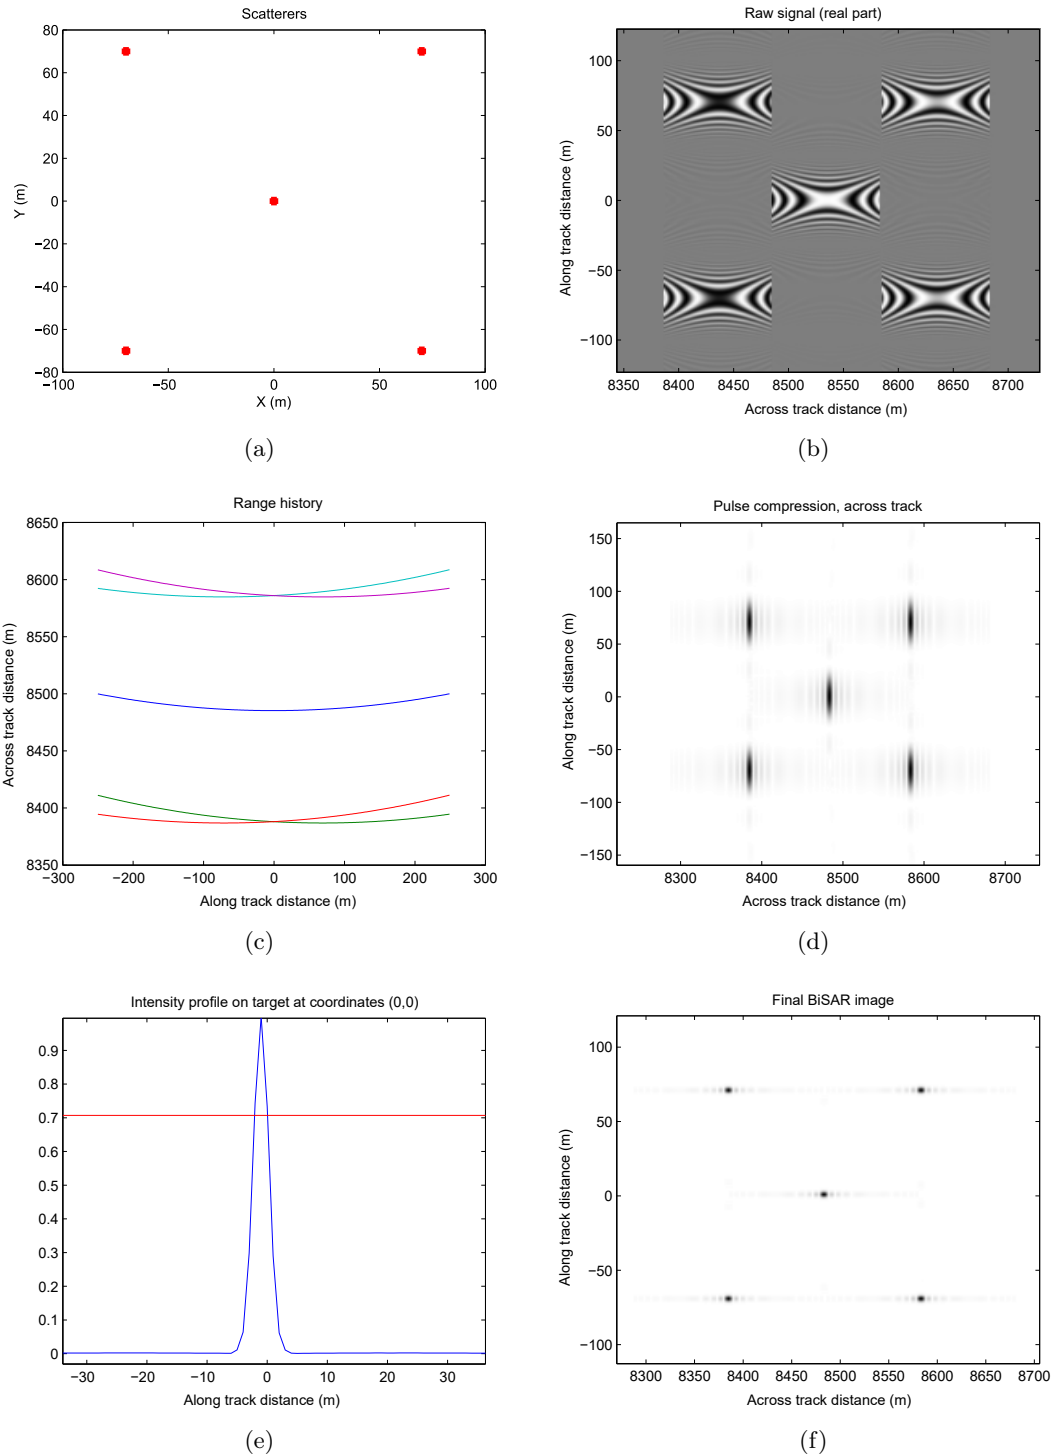 Scatterers
80
60
40
20
0
−20
−40
−60
−80
−100
−50
0
50
100
Y (m)
X (m)
(a)
Raw signal (real part)
100
50
0
−50
−100
8350 8400 8450 8500 8550 8600 8650 8700
Along track distance (m)
Across track distance (m)
(b)
Range history
8650
8600
8550
8500
8450
8400
8350
−300 −200 −100 0 100 200 300
Across track distance (m)
Along track distance (m)
(c)
Pulse compression, across track
150
100
50
0
−50
−100
−150
8300 8400 8500 8600 8700
Along track distance (m)
Across track distance (m)
(d)
Intensity profile on target at coordinates (0,0)
0.9
0.8
0.7
0.6
0.5
0.4
0.3
0.2
0.1
0
−30 −20 −10 0 10 20 30
Along track distance (m)
(e)
Final BiSAR image
100
50
0
−50
−100
8300 8350 8400 8450 8500 8550 8600 8650 8700
Along track distance (m)
Across track distance (m)
(f)